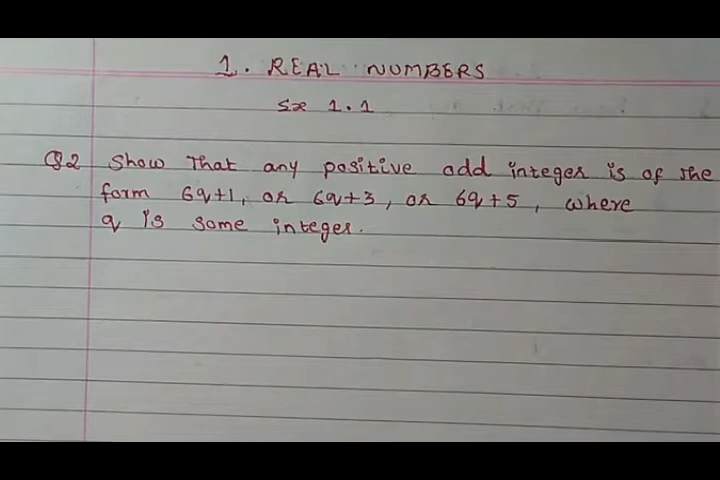 1. REAL NUMBERS
Ex 1.1
Q2 Show That any positive odd integer is of the
form 6q+1, or 6q+3, or 6q+5, where
q is some integer.